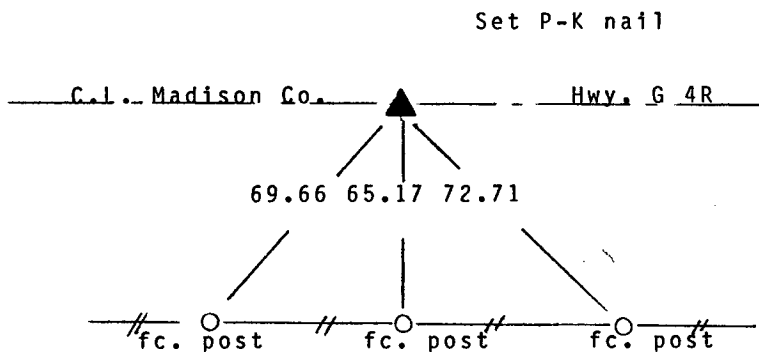 Set P-K nail
C.L. Madison Co. Hwy. G 4R
69.66 65.17 72.71
fc. post fc. post fc. post